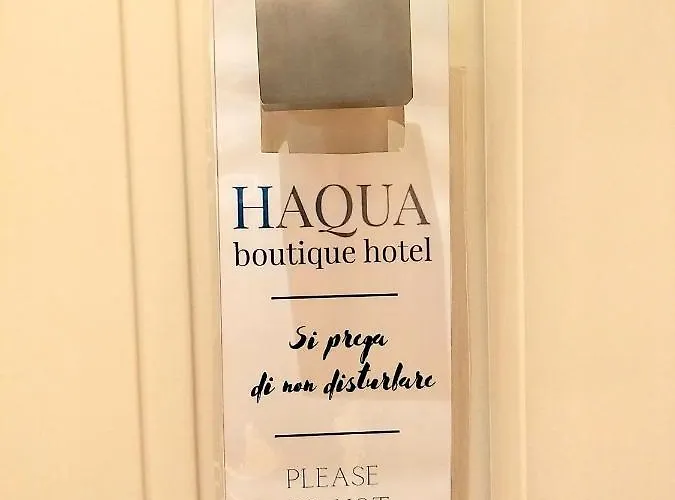 HAQUA
boutique hotel
Si prega
di non disturbare
PLEASE